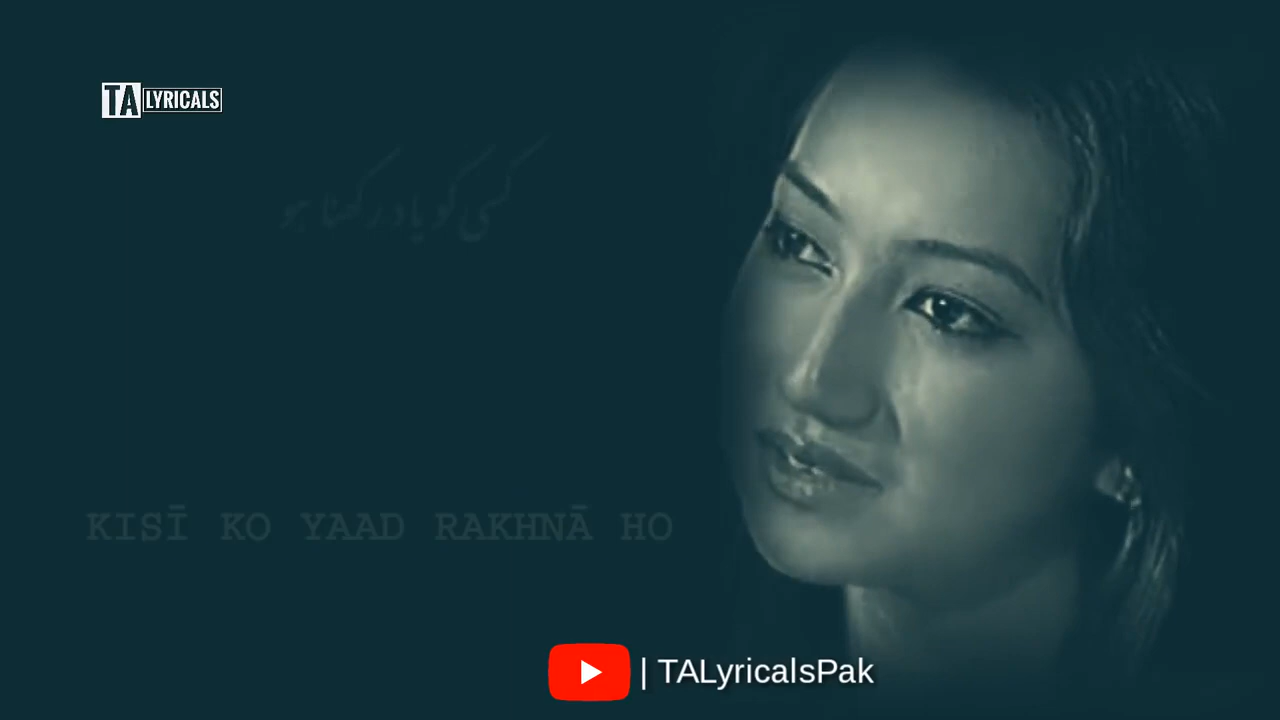 TA LYRICALS
کسی کو یاد رکھنا ہو
KISĪ KO YAAD RAKHNĀ HO
| TALyricalsPak